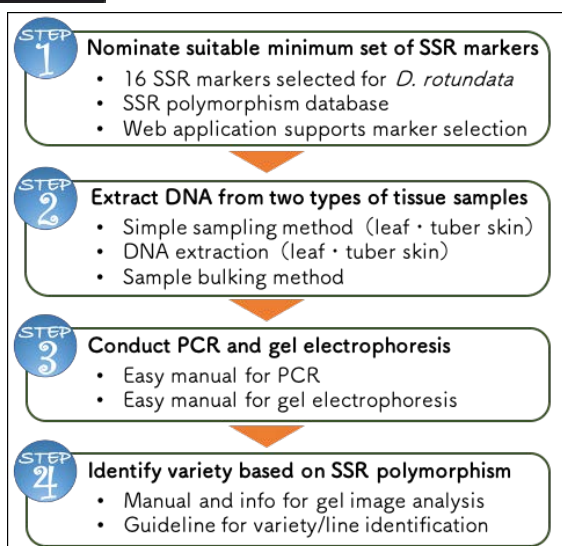 STEP
1
Nominate suitable minimum set of SSR markers
• 16 SSR markers selected for D. rotundata
• SSR polymorphism database
• Web application supports marker selection
STEP
2
Extract DNA from two types of tissue samples
• Simple sampling method（leaf・tuber skin）
• DNA extraction（leaf・tuber skin）
• Sample bulking method
STEP
3
Conduct PCR and gel electrophoresis
• Easy manual for PCR
• Easy manual for gel electrophoresis
STEP
4
Identify variety based on SSR polymorphism
• Manual and info for gel image analysis
• Guideline for variety/line identification